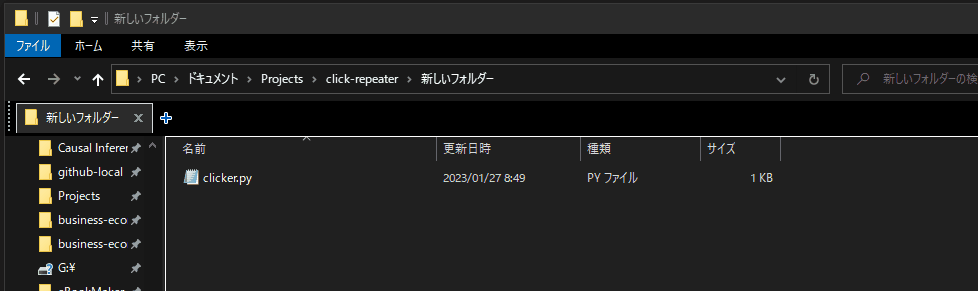 新しいフォルダー
ファイル ホーム 共有 表示
PC ドキュメント Projects click-repeater 新しいフォルダー 新しいフォルダーの検
新しいフォルダー
名前 更新日時 種類 サイズ
Causal Inferen
clicker.py 2023/01/27 8:49 PY ファイル 1 KB
github-local
Projects
business-eco
business-eco
G:¥